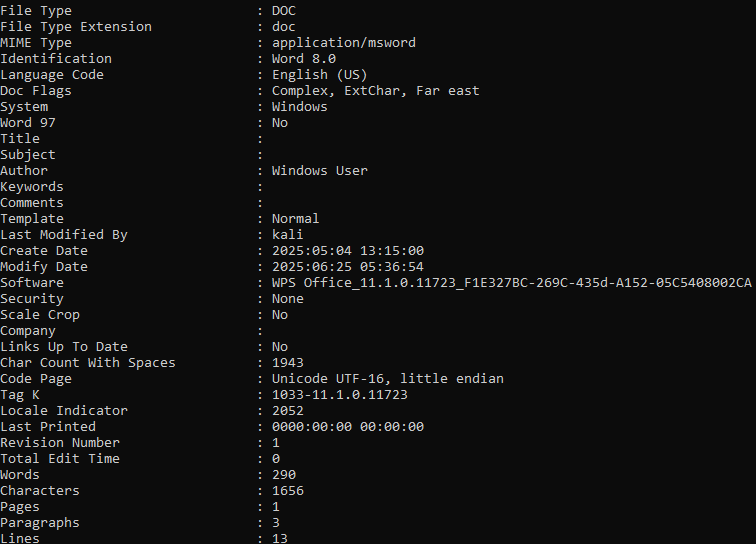 File Type : DOC
File Type Extension : doc
MIME Type : application/msword
Identification : Word 8.0
Language Code : English (US)
Doc Flags : Complex, ExtChar, Far east
System : Windows
Word 97 : No
Title :
Subject :
Author : Windows User
Keywords :
Comments :
Template : Normal
Last Modified By : kali
Create Date : 2025:05:04 13:15:00
Modify Date : 2025:06:25 05:36:54
Software : WPS Office_11.1.0.11723_F1E327BC-269C-435d-A152-05C5408002CA
Security : None
Scale Crop : No
Company :
Links Up To Date : No
Char Count With Spaces : 1943
Code Page : Unicode UTF-16, little endian
Tag K : 1033-11.1.0.11723
Locale Indicator : 2052
Last Printed : 0000:00:00 00:00:00
Revision Number : 1
Total Edit Time : 0
Words : 290
Characters : 1656
Pages : 1
Paragraphs : 3
Lines : 13